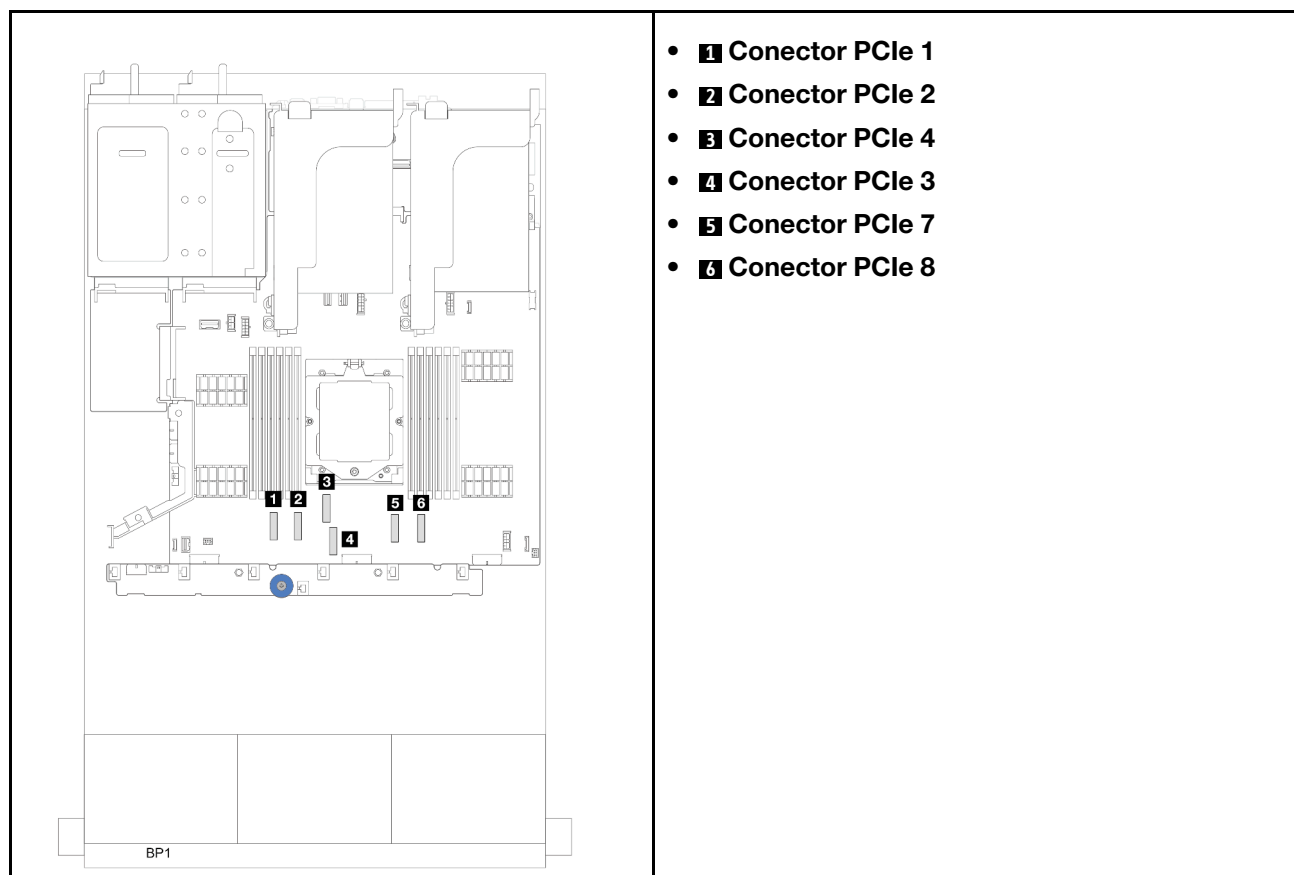 • 1 Conector PCIe 1
• 2 Conector PCIe 2
• 3 Conector PCIe 4
• 4 Conector PCIe 3
• 5 Conector PCIe 7
• 6 Conector PCIe 8
3
1 2
5 6
4
BP1